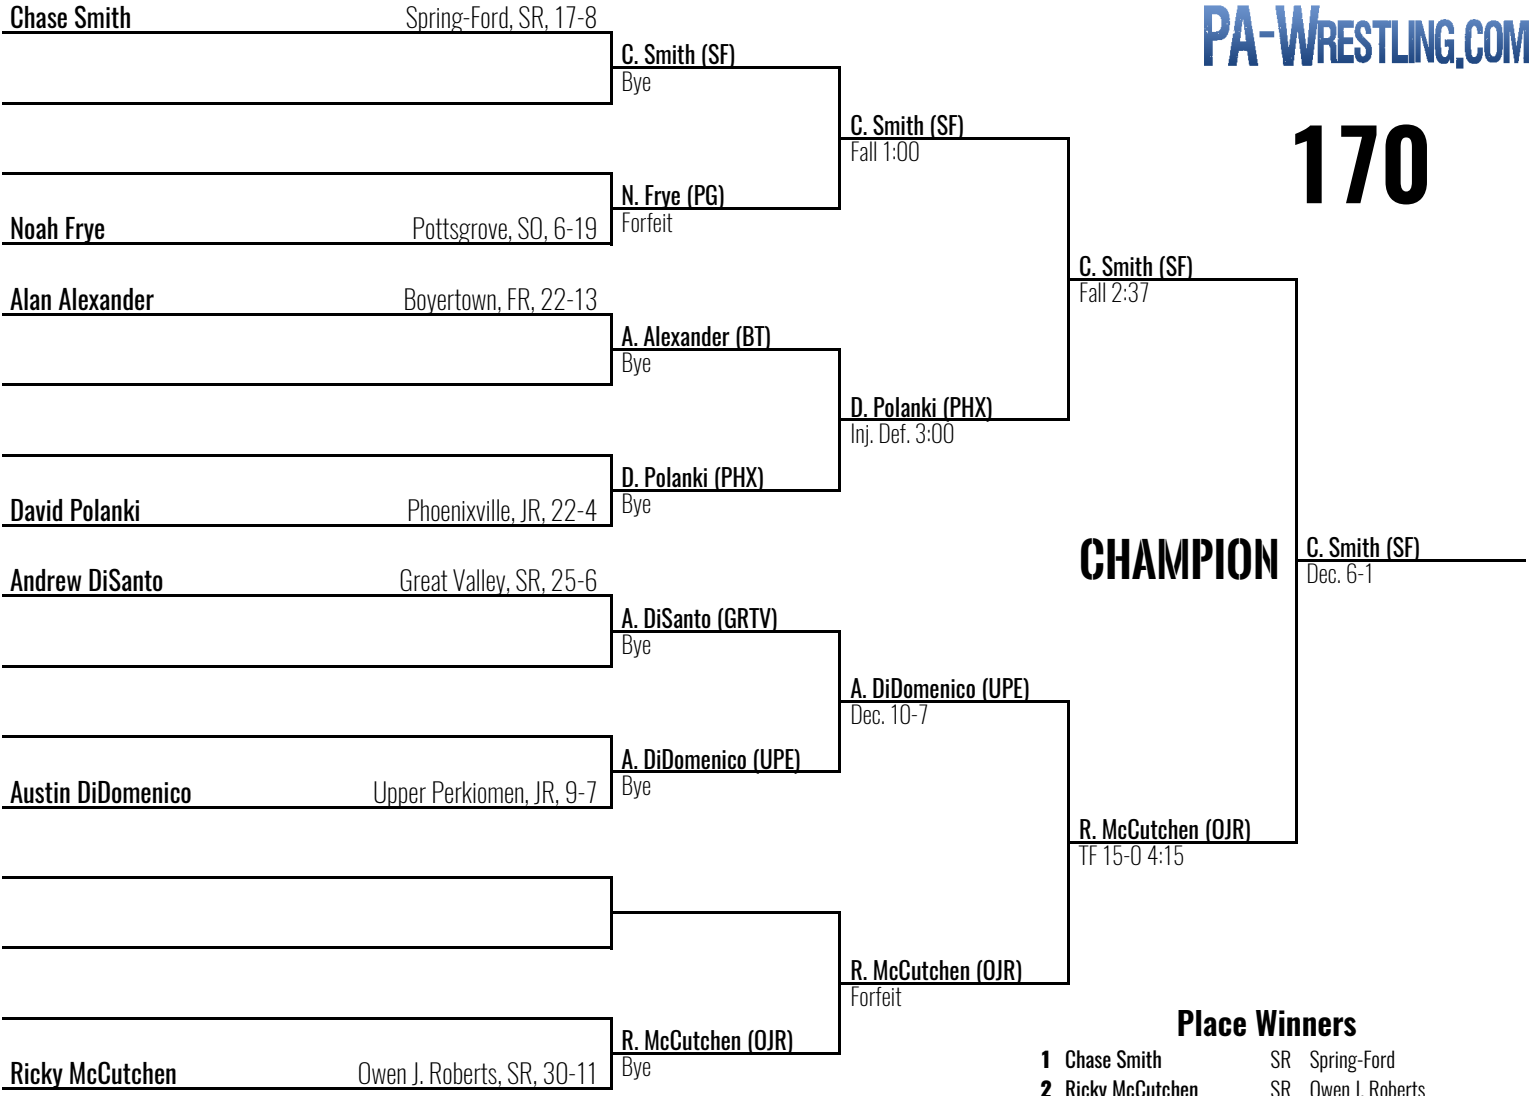 Chase Smith Spring-Ford, SR, 17-8
C. Smith (SF)
Bye
PA-WRESTLING.COM
170
C. Smith (SF)
Fall 1:00
N. Frye (PG)
Forfeit
Noah Frye Pottsgrove, SO, 6-19
C. Smith (SF)
Fall 2:37
Alan Alexander Boyertown, FR, 22-13
A. Alexander (BT)
Bye
D. Polanki (PHX)
Inj. Def. 3:00
D. Polanki (PHX)
Bye
David Polanki Phoenixville, JR, 22-4
CHAMPION
C. Smith (SF)
Dec. 6-1
Andrew DiSanto Great Valley, SR, 25-6
A. DiSanto (GRTV)
Bye
A. DiDomenico (UPE)
Dec. 10-7
A. DiDomenico (UPE)
Bye
Austin DiDomenico Upper Perkiomen, JR, 9-7
R. McCutchen (OJR)
TF 15-0 4:15
R. McCutchen (OJR)
Forfeit
R. McCutchen (OJR)
Bye
Ricky McCutchen Owen J. Roberts, SR, 30-11
Place Winners
1 Chase Smith SR Spring-Ford
2 Ricky McCutchen SR Owen J. Roberts